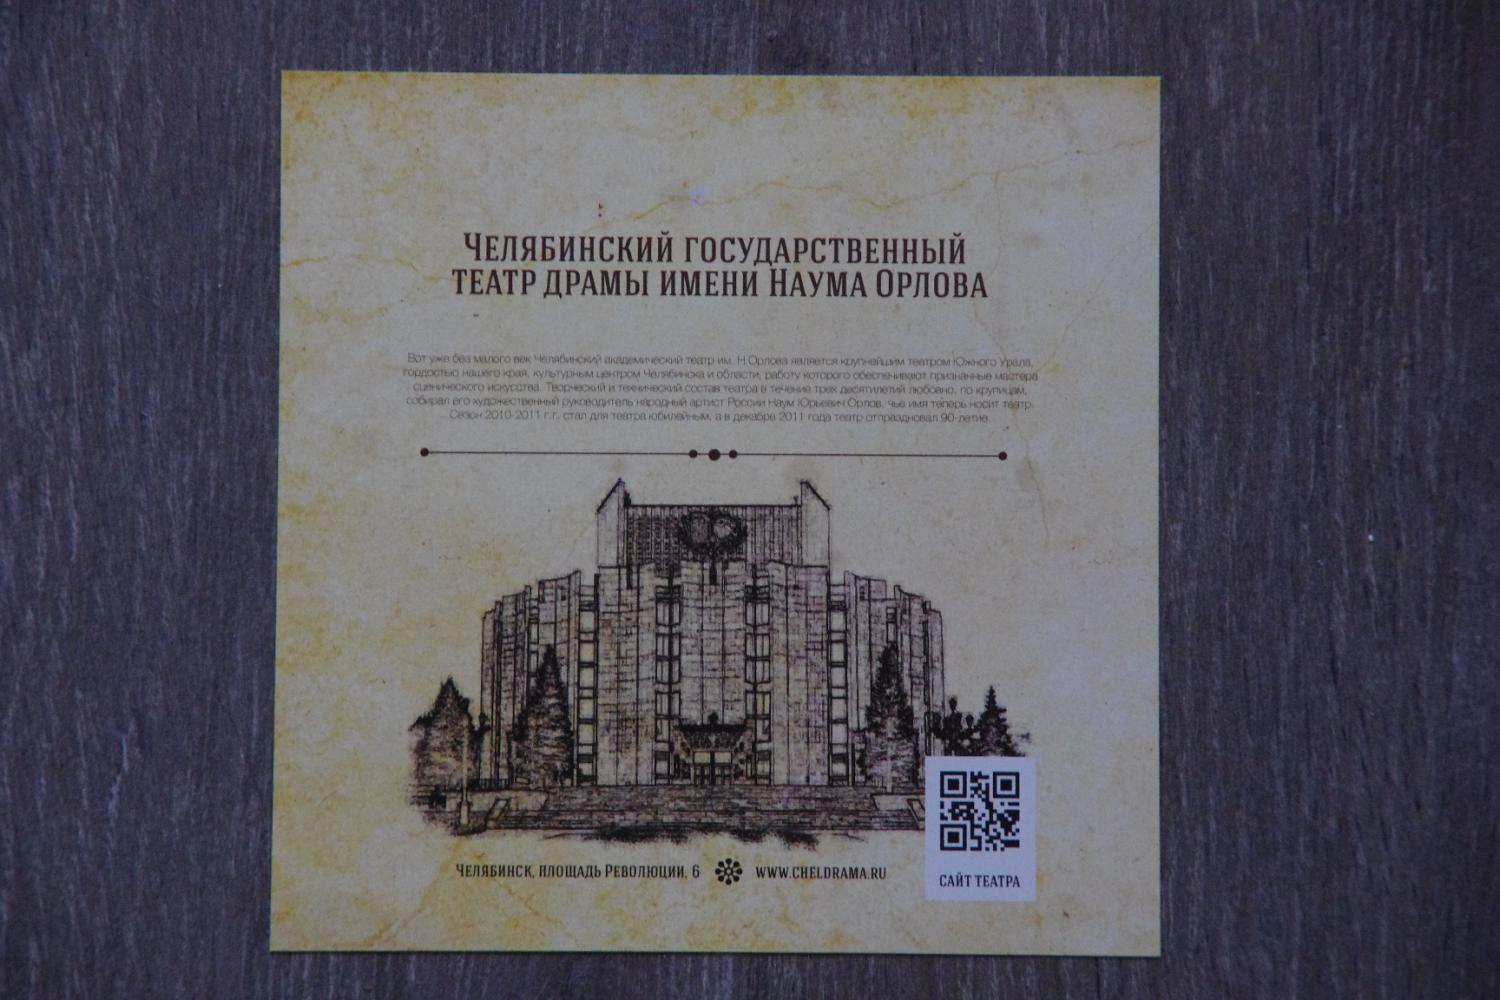 Челябинский государственный
театр драмы имени Наума Орлова
Вот уже без малого век Челябинский академический театр им. Н.Орлова является крупнейшим театром Южного Урала,
гордостью нашего края, культурным центром Челябинска и области, работу которого обеспечивают признанные мастера
сценического искусства. Творческий и технический состав театра в течение трех десятилетий любовно, по крупицам,
собирал его художественный руководитель народный артист России Наум Юрьевич Орлов, чье имя теперь носит театр.
Сезон 2010-2011 г.г. стал для театра юбилейным, а в декабре 2011 года театр отпраздновал 90-летие.
Челябинск, площадь Революции, 6 www.cheldrama.ru
сайт театра